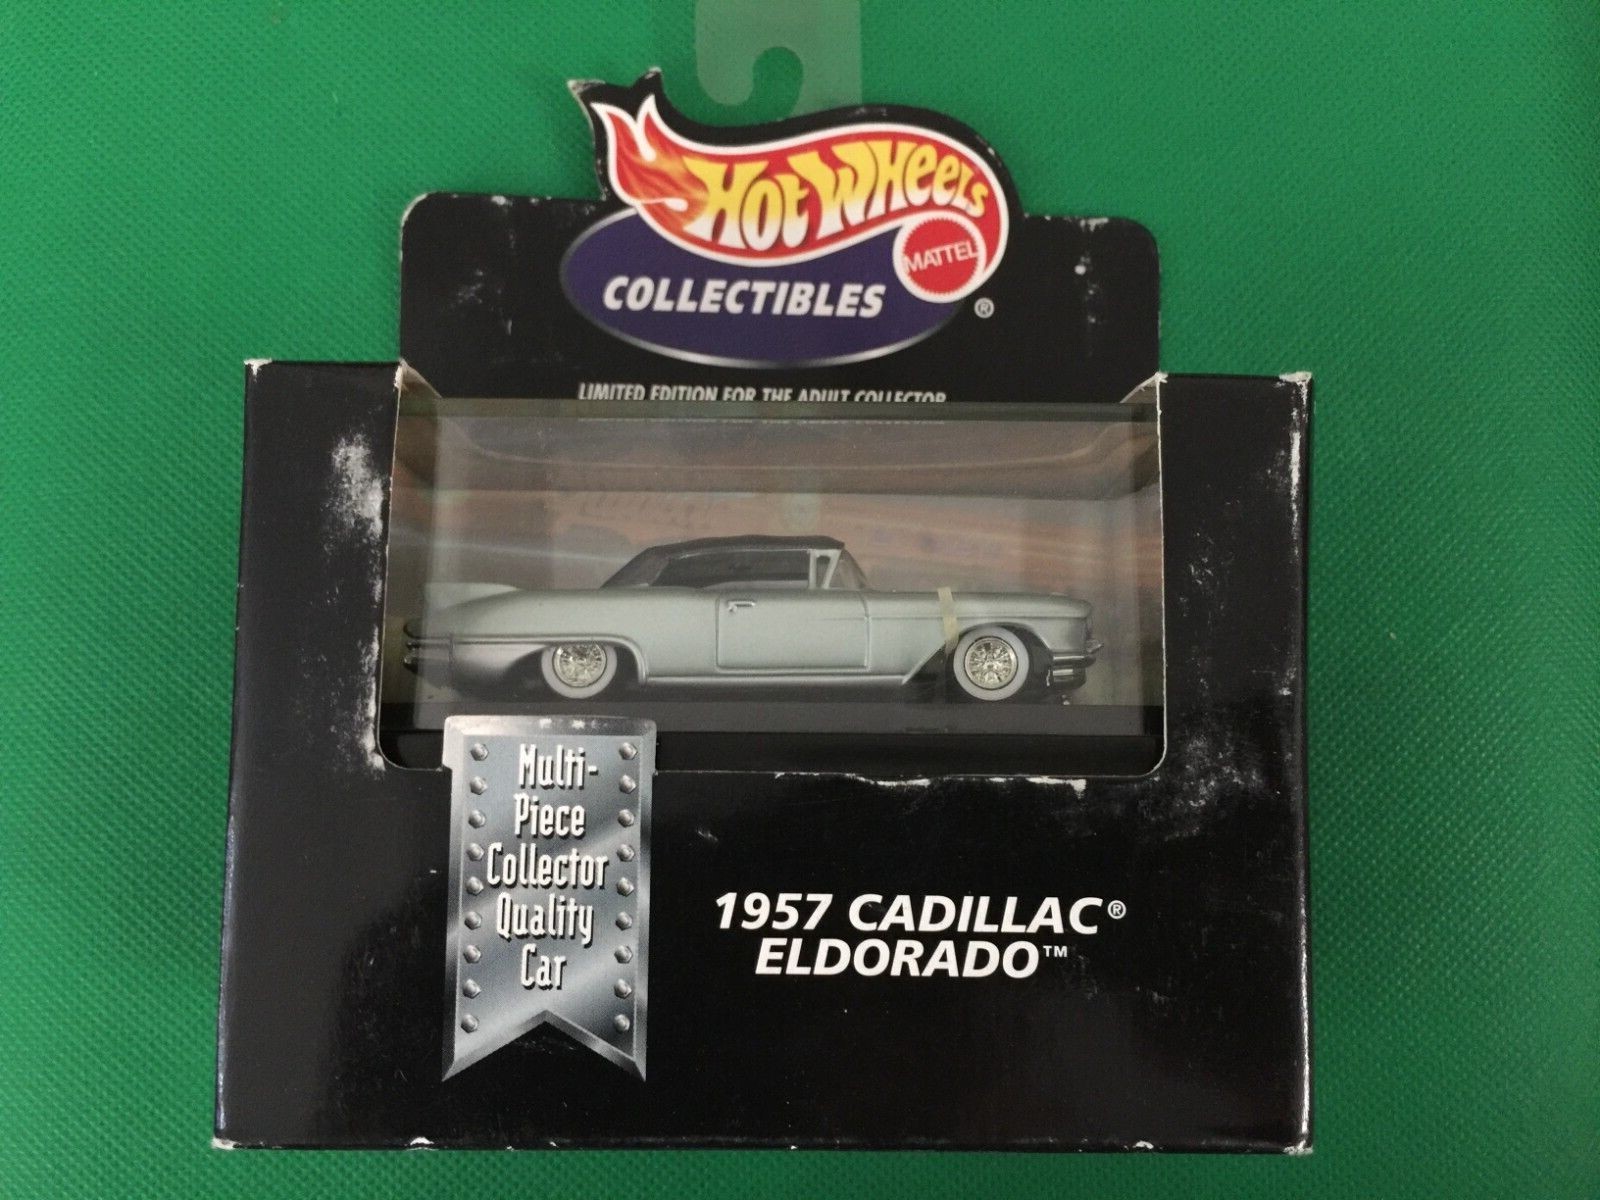 Hot Wheels
MATTEL
COLLECTIBLES ®
LIMITED EDITION FOR THE ADULT COLLECTOR
Multi-
Piece
Collector
Quality
Car
1957 CADILLAC®
ELDORADO™